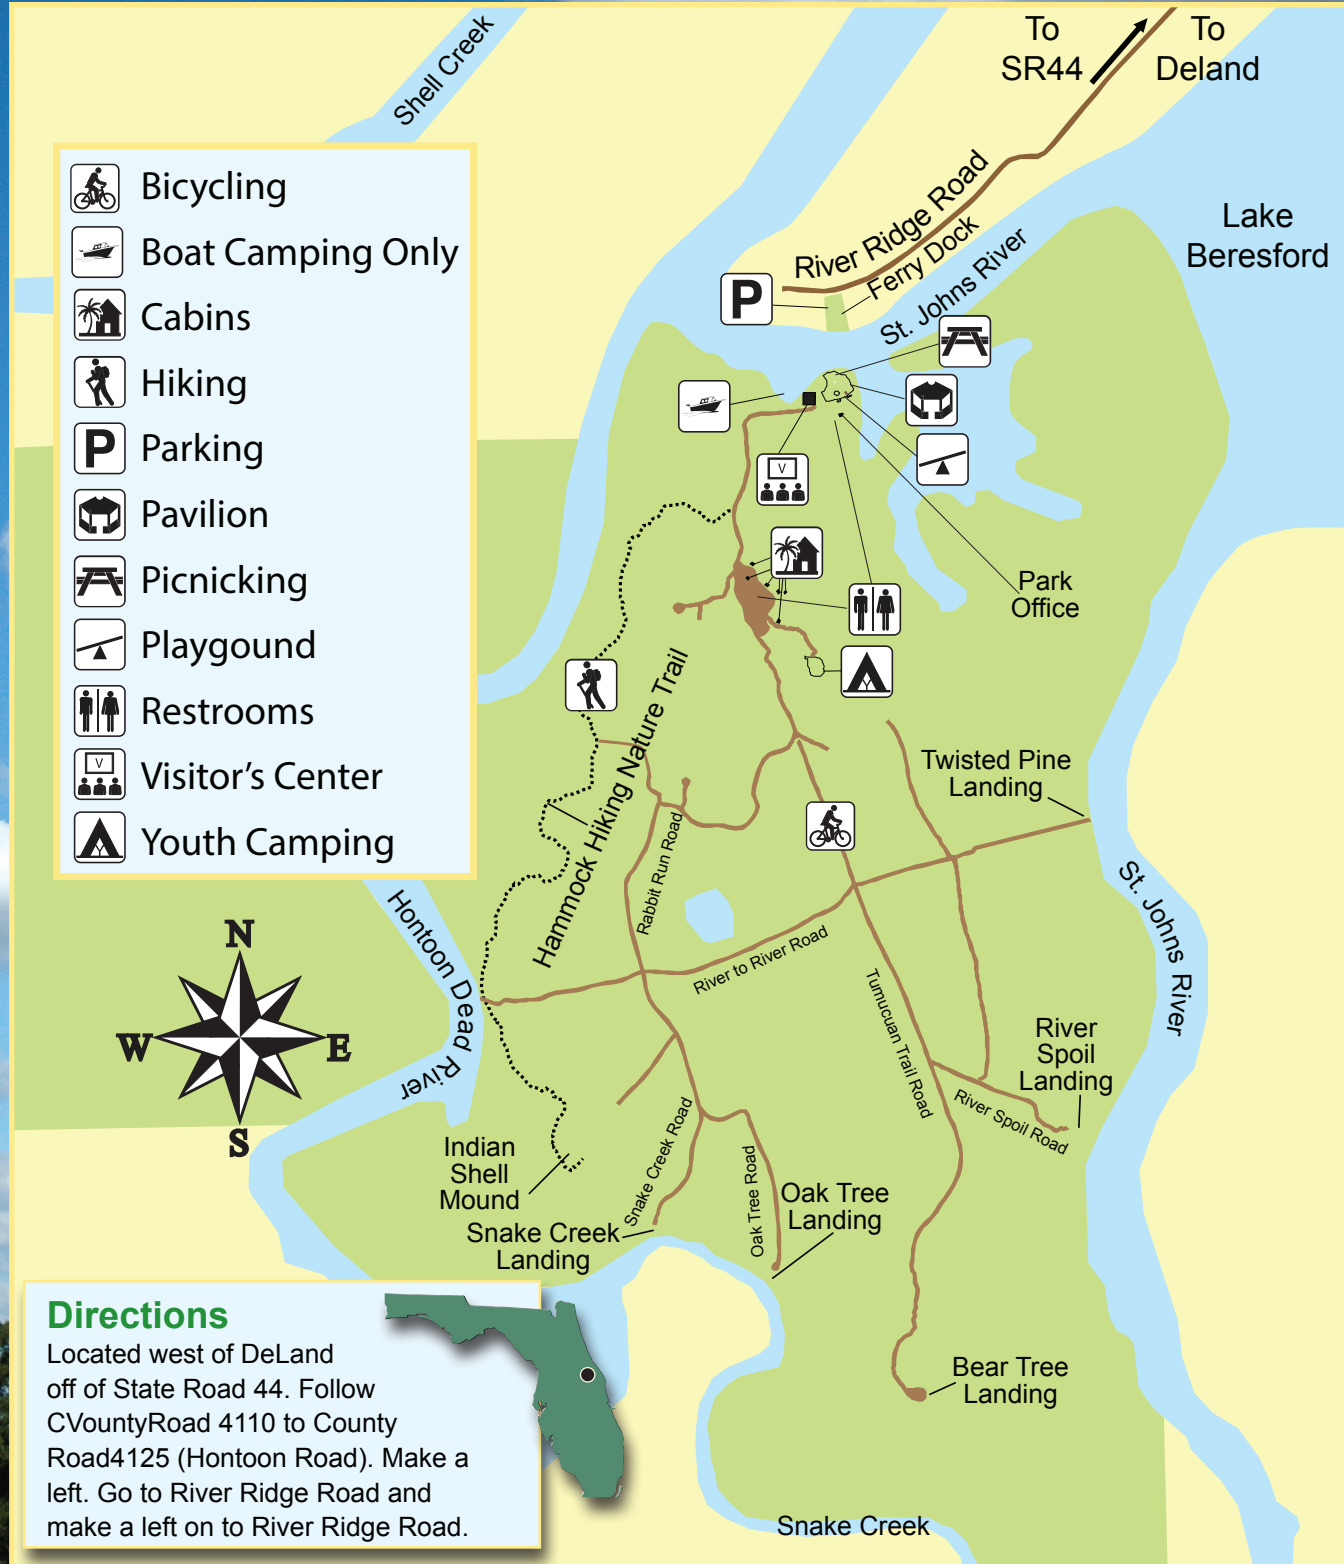 To
SR44
To
Deland
Shell Creek
River Ridge Road
Ferry Dock
St. Johns River
Lake
Beresford
P
Bicycling
Boat Camping Only
Cabins
Hiking
P
Parking
Pavilion
Picnicking
Playgound
Restrooms
V
Visitor's Center
Youth Camping
V
Park
Office
Hammock Hiking Nature Trail
Twisted Pine
Landing
Rabbit Run Road
River to River Road
Tumucuan Trail Road
St. Johns River
Hontoon Dead River
N
W
E
S
River
Spoil
Landing
River Spoil Road
Indian
Shell
Mound
Snake Creek Road
Snake Creek
Landing
Oak Tree Road
Oak Tree
Landing
Bear Tree
Landing
Snake Creek
Directions
Located west of DeLand
off of State Road 44. Follow
CVountyRoad 4110 to County
Road4125 (Hontoon Road). Make a
left. Go to River Ridge Road and
make a left on to River Ridge Road.